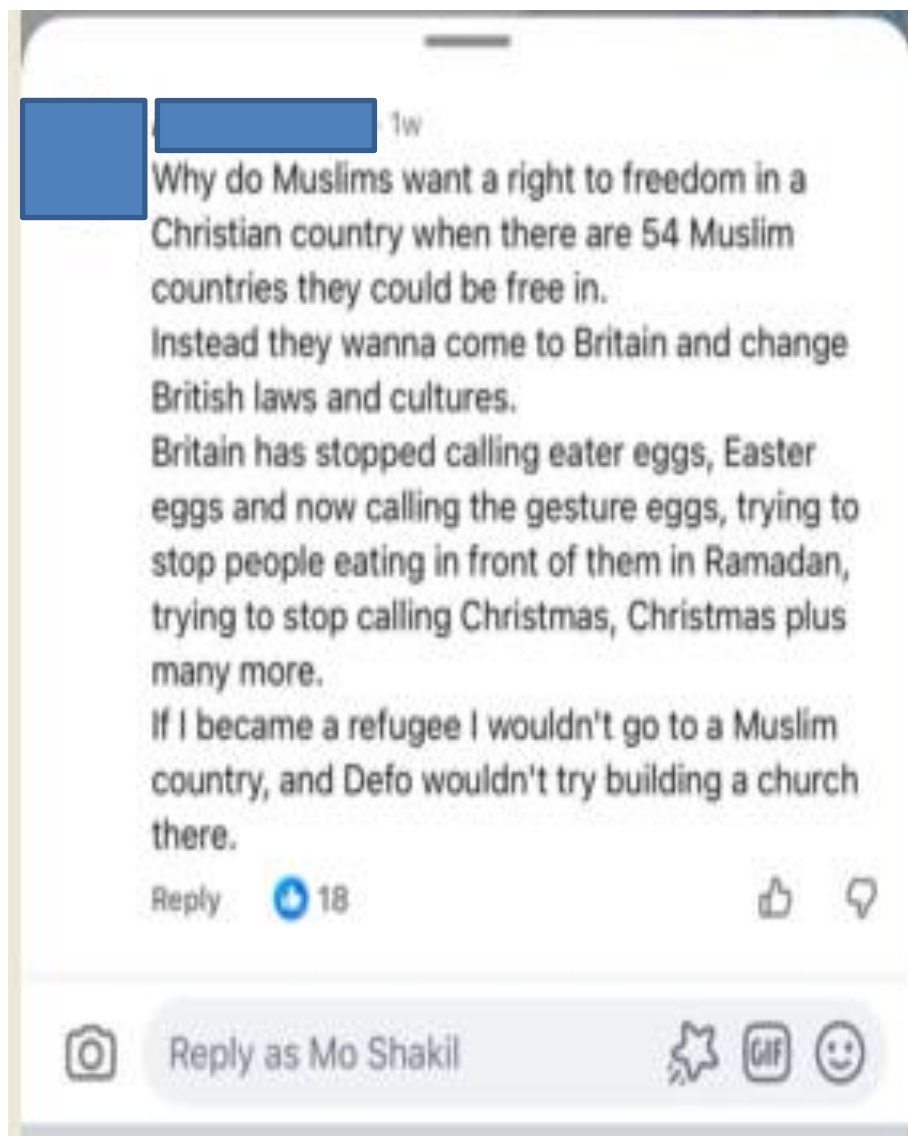 1w
Why do Muslims want a right to freedom in a
Christian country when there are 54 Muslim
countries they could be free in.
Instead they wanna come to Britain and change
British laws and cultures.
Britain has stopped calling eater eggs, Easter
eggs and now calling the gesture eggs, trying to
stop people eating in front of them in Ramadan,
trying to stop calling Christmas, Christmas plus
many more.
If I became a refugee I wouldn't go to a Muslim
country, and Defo wouldn't try building a church
there.
Reply 18
Reply as Mo Shakil GIF